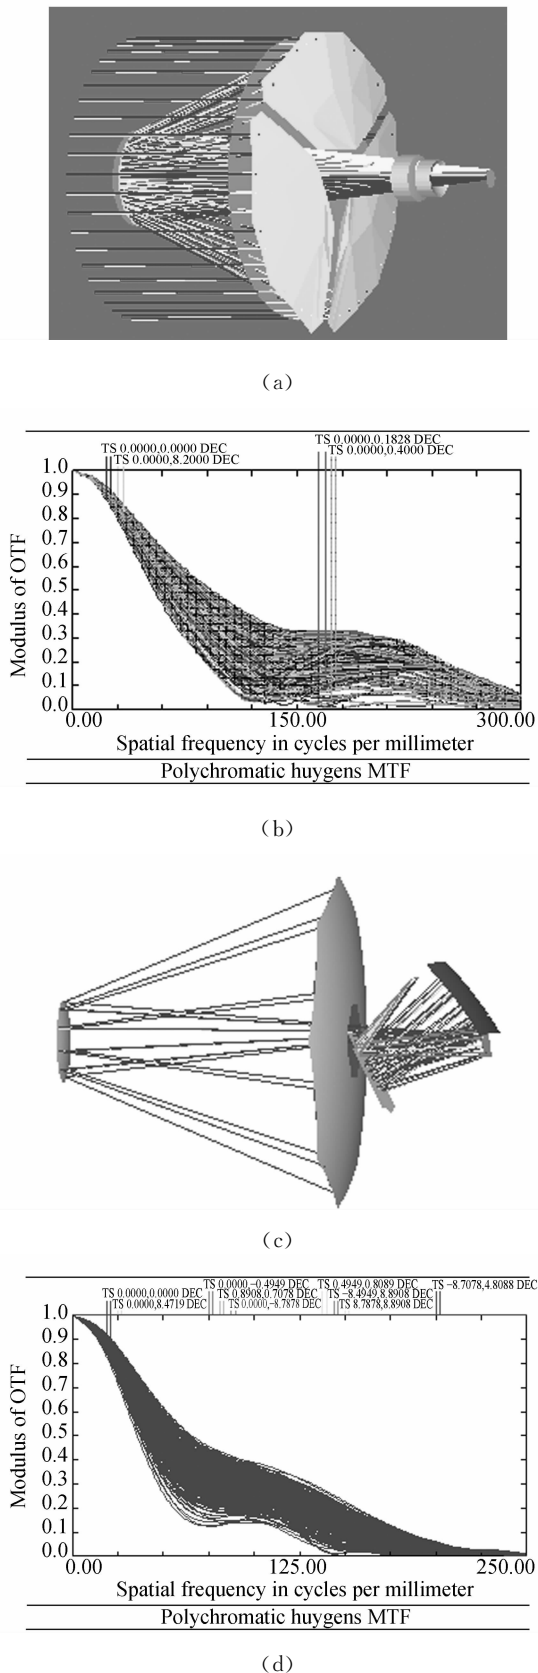 (a)
TS 0.0000,0.1828 DEC
TS 0.0000,0.0000 DEC
TS 0.0000,0.4000 DEC
TS 0.0000,8.2000 DEC
1.0
0.9
0.8
0.7
0.6
0.5
0.4
0.3
0.2
0.1
0.0
Modulus of OTF
0.00 150.00 300.00
Spatial frequency in cycles per millimeter
Polychromatic huygens MTF
(b)
(c)
TS 0.0000,−0.4949 DEC TS 0.4949,0.8089 DEC TS −8.7078,4.8088 DEC
TS 0.0000,0.0000 DEC TS 0.8908,0.7078 DEC TS −8.4949,8.8908 DEC
TS 0.0000,8.4719 DEC TS 0.0000,−8.7878 DEC TS 8.7878,8.8908 DEC
1.0
0.9
0.8
0.7
0.6
0.5
0.4
0.3
0.2
0.1
0.0
Modulus of OTF
0.00 125.00 250.00
Spatial frequency in cycles per millimeter
Polychromatic huygens MTF
(d)